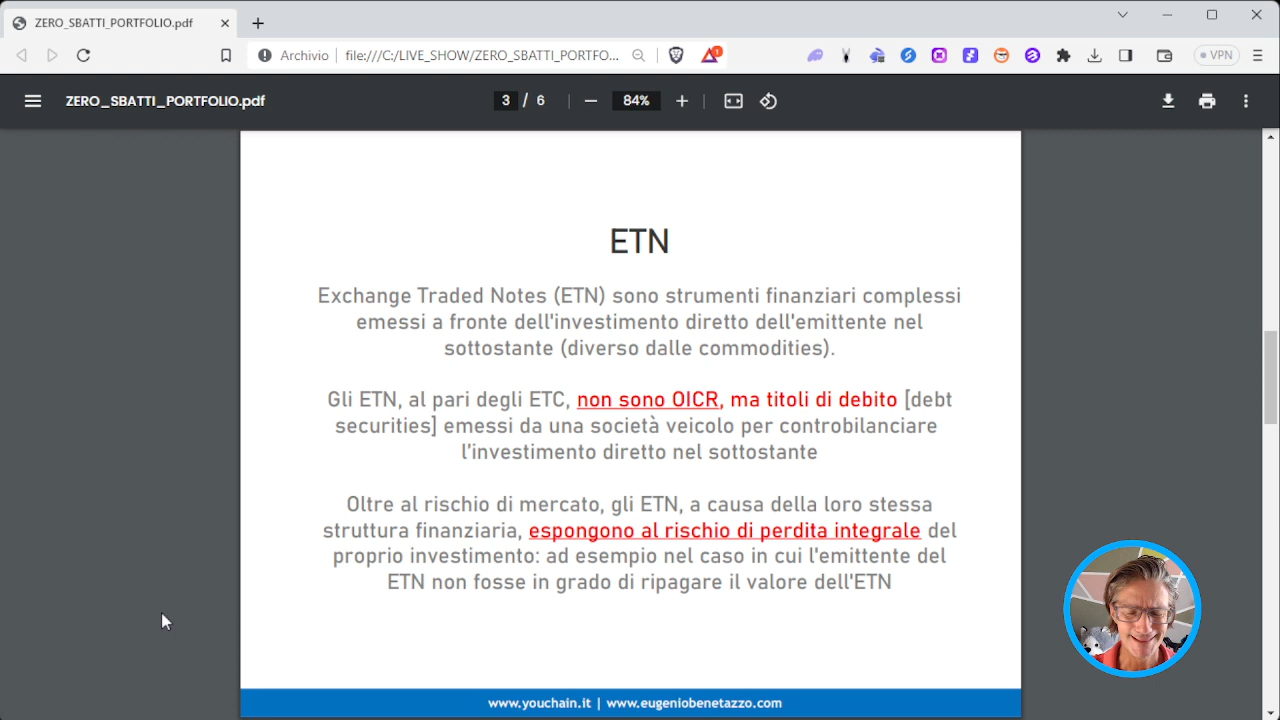 ZERO_SBATTI_PORTFOLIO.pdf
Archivio
file:///C:/LIVE_SHOW/ZERO_SBATTI_PORTFO...
1
VPN
ZERO_SBATTI_PORTFOLIO.pdf
3 / 6
84%
ETN
Exchange Traded Notes (ETN) sono strumenti finanziari complessi
emessi a fronte dell'investimento diretto dell'emittente nel
sottostante (diverso dalle commodities).
Gli ETN, al pari degli ETC, non sono OICR, ma titoli di debito [debt
securities] emessi da una società veicolo per controbilanciare
l'investimento diretto nel sottostante
Oltre al rischio di mercato, gli ETN, a causa della loro stessa
struttura finanziaria, espongono al rischio di perdita integrale del
proprio investimento: ad esempio nel caso in cui l'emittente del
ETN non fosse in grado di ripagare il valore dell'ETN
www.youchain.it | www.eugeniobenetazzo.com